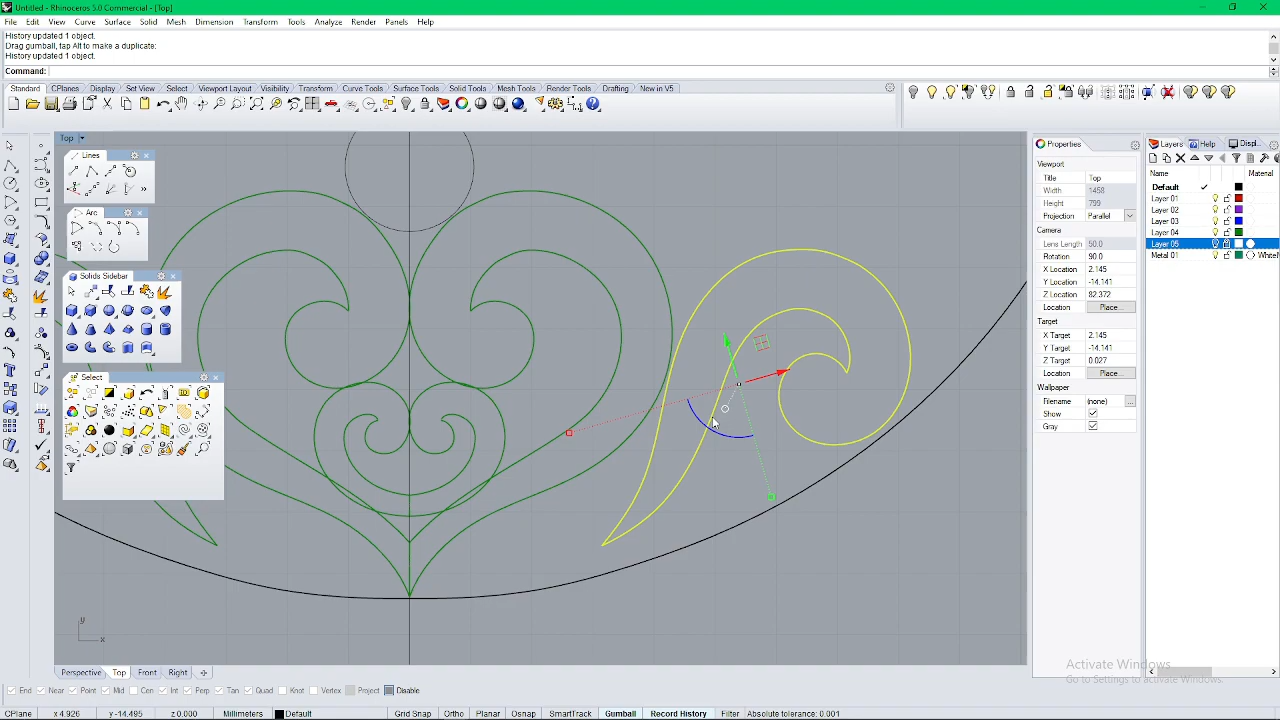 Untitled - Rhinoceros 5.0 Commercial - [Top]
File Edit View Curve Surface Solid Mesh Dimension Transform Tools Analyze Render Panels Help
History updated 1 object.
Drag gumball, tap Alt to make a duplicate:
History updated 1 object.
Command:
Standard CPlanes Display Set View Viewport Layout Visibility Transform Curve Tools Surface Tools Solid Tools Mesh Tools Render Tools Drafting New in V5
Top
Lines
Arc
Solids Sidebar
Select
y
x
Properties
Viewport
Title Top
Width 1458
Height 799
Projection Parallel
Camera
Lens Length 50.0
Rotation 90.0
X Location 2.145
Y Location -14.141
Z Location 82.372
Location Place...
Target
X Target 2.145
Y Target -14.141
Z Target 0.027
Location Place...
Wallpaper
Filename (none) ...
Show
Gray
Layers Help Displ...
Name Material
Default
Layer 01
Layer 02
Layer 03
Layer 04
Layer 05
Metal 01 Whitel
Activate Windows
Go to Settings to activate Windows.
Perspective Top Front Right
End Near Point Mid Cen Int Perp Tan Quad Knot Vertex Project Disable
CPlane x 4.926 y -14.495 z 0.000 Millimeters Default Grid Snap Ortho Planar Osnap SmartTrack Gumball Record History Filter Absolute tolerance: 0.001